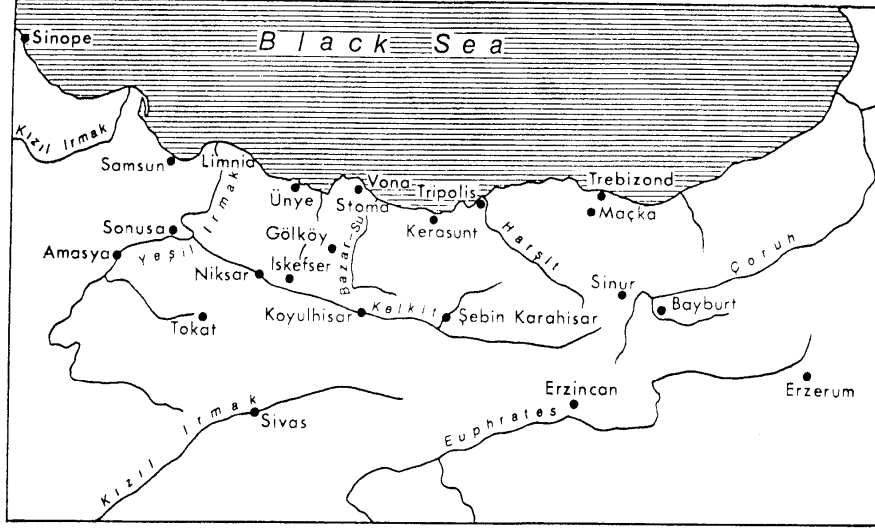 Sinope
Black Sea
Kızıl Irmak
Samsun
Limnia
Ünye
Vona
Stoma
Tripolis
Trebizond
Maçka
Kerasunt
Sonusa
Yeşil Irmak
Gölköy
Bazar-Su
Harşit
Amasya
Niksar
Iskefser
Sinur
Çoruh
Bayburt
Tokat
Koyulhisar
Kelkit
Şebin Karahisar
Erzincan
Erzerum
Kızıl Irmak
Sivas
Euphrates